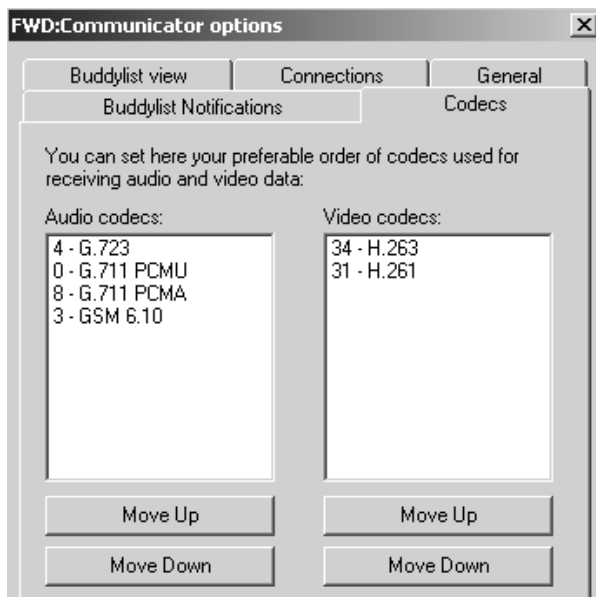 FWD:Communicator options
Buddylist view
Connections
General
Buddylist Notifications
Codecs
You can set here your preferable order of codecs used for
receiving audio and video data:
Audio codecs:
4 - G.723
0 - G.711 PCMU
8 - G.711 PCMA
3 - GSM 6.10
Video codecs:
34 - H.263
31 - H.261
Move Up
Move Up
Move Down
Move Down